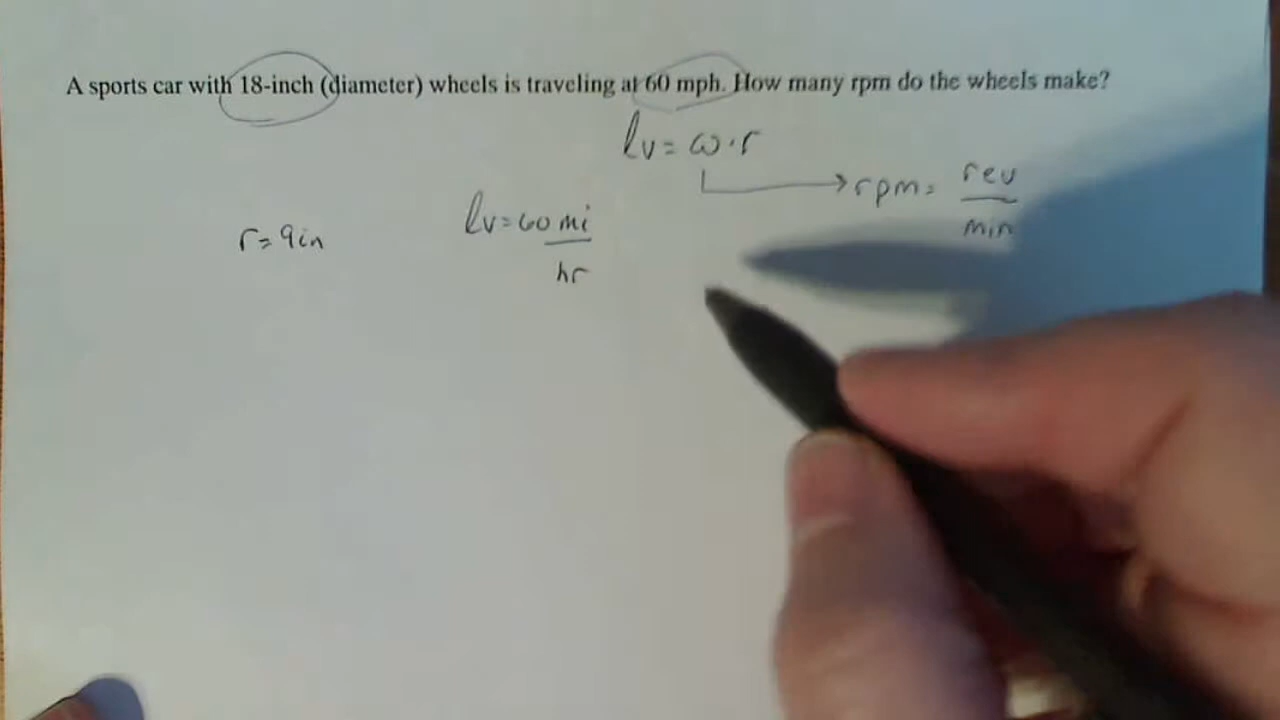 A sports car with 18-inch (diameter) wheels is traveling at 60 mph. How many rpm do the wheels make?
lv = ω·r
rpm = rev/min
r = 9in
lv = 60 mi/hr